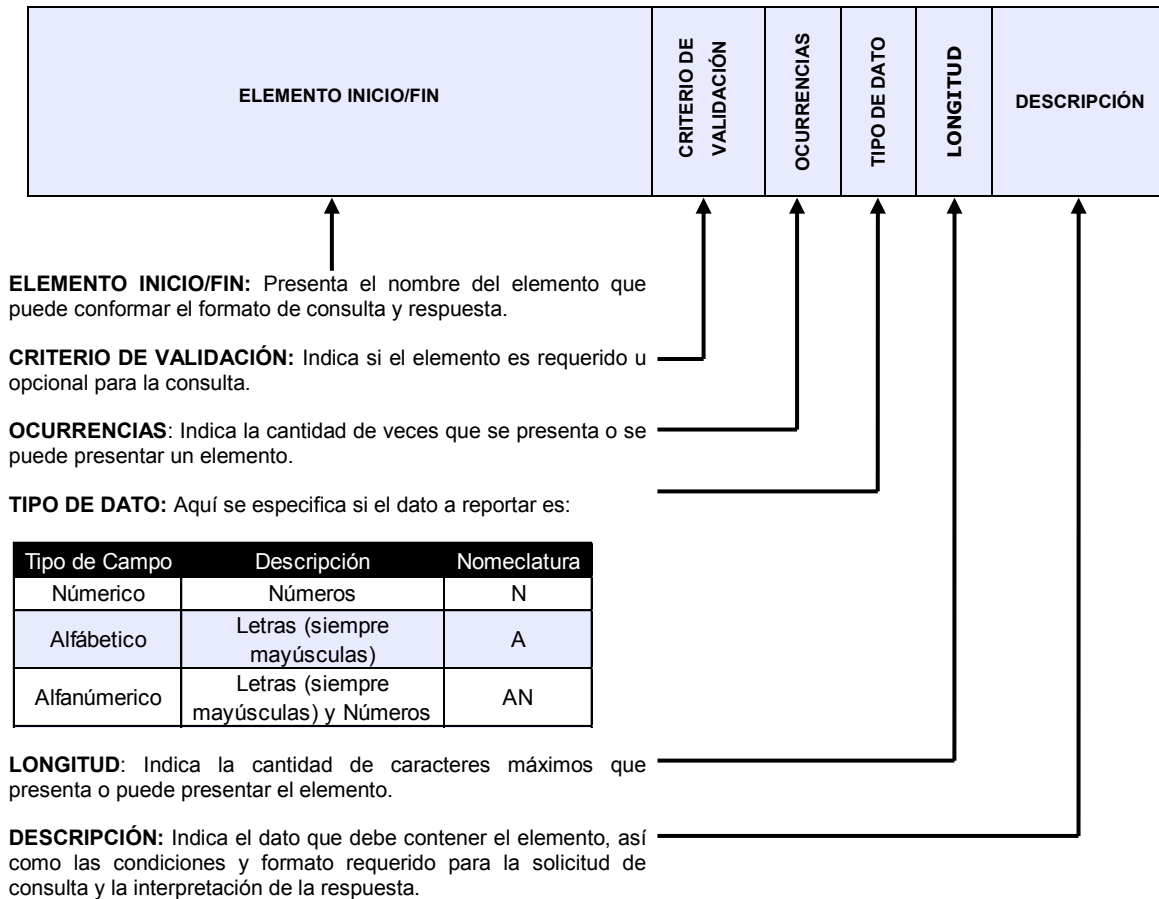 ELEMENTO INICIO/FIN
CRITERIO DE
VALIDACIÓN
OCURRENCIAS
TIPO DE DATO
LONGITUD
DESCRIPCIÓN
ELEMENTO INICIO/FIN: Presenta el nombre del elemento que
puede conformar el formato de consulta y respuesta.
CRITERIO DE VALIDACIÓN: Indica si el elemento es requerido u
opcional para la consulta.
OCURRENCIAS: Indica la cantidad de veces que se presenta o se
puede presentar un elemento.
TIPO DE DATO: Aquí se especifica si el dato a reportar es:
Tipo de Campo Descripción Nomeclatura
Númerico Números N
Alfábetico Letras (siempre
mayúsculas) A
Alfanúmerico Letras (siempre
mayúsculas) y Números AN
LONGITUD: Indica la cantidad de caracteres máximos que
presenta o puede presentar el elemento.
DESCRIPCIÓN: Indica el dato que debe contener el elemento, así
como las condiciones y formato requerido para la solicitud de
consulta y la interpretación de la respuesta.